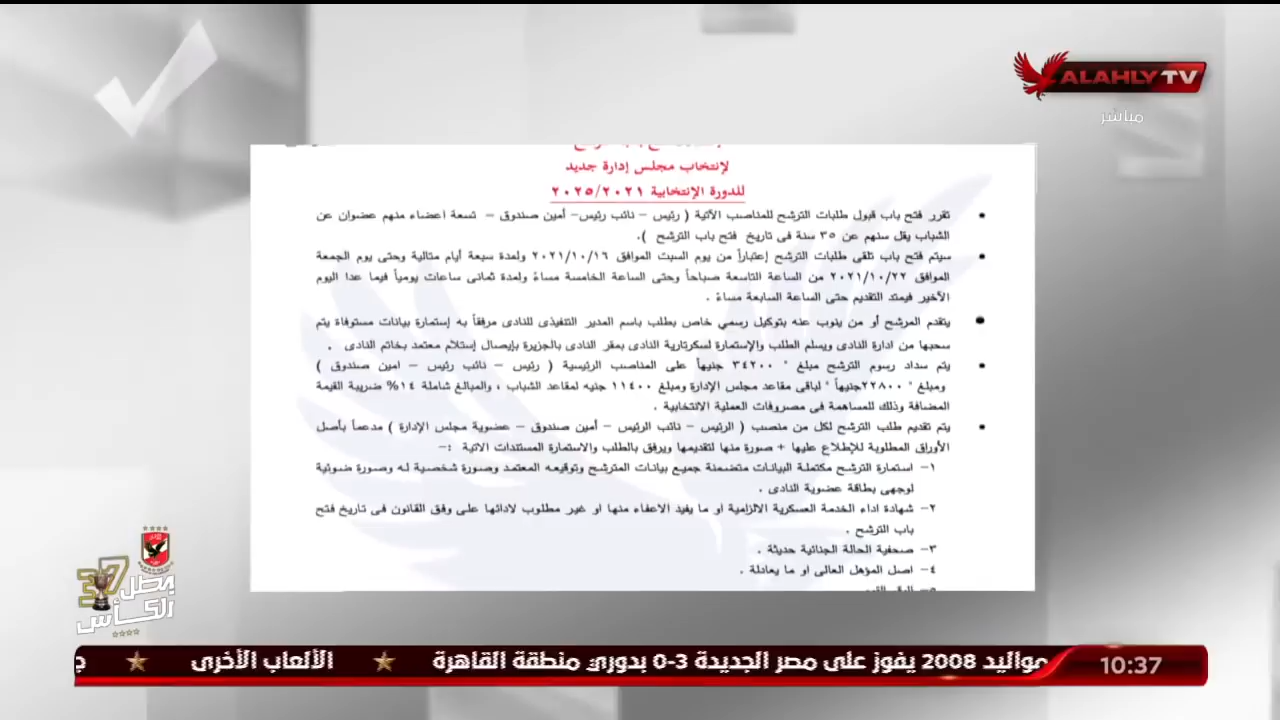 ALAHLY TV
مباشر
لإنتخاب مجلس إدارة جديد
للدورة الإنتخابية ٢٠٢٥/٢٠٢١
• تقرر فتح باب قبول طلبات الترشح للمناصب الآتية ( رئيس – نائب رئيس– أمين صندوق – تسعة اعضاء منهم عضوان عن
الشباب يقل سنهم عن ٣٥ سنة فى تاريخ فتح باب الترشح ).
• سيتم فتح باب تلقى طلبات الترشح إعتباراً من يوم السبت الموافق ٢٠٢١/١٠/١٦ ولمدة سبعة أيام متالية وحتى يوم الجمعة
الموافق ٢٠٢١/١٠/٢٢ من الساعة التاسعة صباحاً وحتى الساعة الخامسة مساءً ولمدة ثمانى ساعات يومياً فيما عدا اليوم
الآخير فيمتد التقديم حتى الساعة السابعة مساءً .
• يتقدم المرشح أو من ينوب عنه بتوكيل رسمي خاص بطلب باسم المدير التنفيذى للنادى مرفقاً به إستمارة بيانات مستوفاة يتم
سحبها من ادارة النادى ويسلم الطلب والإستمارة لسكرتارية النادى بمقر النادى بالجزيرة بإيصال إستلام معتمد بخاتم النادى .
• يتم سداد رسوم الترشح مبلغ " ٣٤٢٠٠ جنيهاً على المناصب الرئيسية ( رئيس – نائب رئيس – امين صندوق )
ومبلغ " ٢٢٨٠٠جنيهاً " لباقى مقاعد مجلس الإدارة ومبلغ ١١٤٠٠ جنيه لمقاعد الشباب ، والمبالغ شاملة ١٤% ضريبة القيمة
المضافة وذلك للمساهمة فى مصروفات العملية الانتخابية .
• يتم تقديم طلب الترشح لكل من منصب ( الرئيس – نائب الرئيس – أمين صندوق – عضوية مجلس الإدارة ) مدعماً بأصل
الأوراق المطلوبة للإطلاع عليها + صورة منها لتقديمها ويرفق بالطلب والاستمارة المستندات الاتية :–
١– استمارة الترشح مكتملة البيانات متضمنة جميع بيانات المترشح وتوقيعه المعتمد وصورة شخصية له وصورة ضوئية
لوجهى بطاقة عضوية النادى .
٢– شهادة اداء الخدمة العسكرية الالزامية او ما يفيد الاعفاء منها او غير مطلوب لادائها على وفق القانون فى تاريخ فتح
باب الترشح .
٣– صحفية الحالة الجنائية حديثة .
٤– اصل المؤهل العالى او ما يعادلة .
37
بطل
الكأس
10:37
مواليد 2008 يفوز على مصر الجديدة 3-0 بدوري منطقة القاهرة ★ الألعاب الأخرى ★